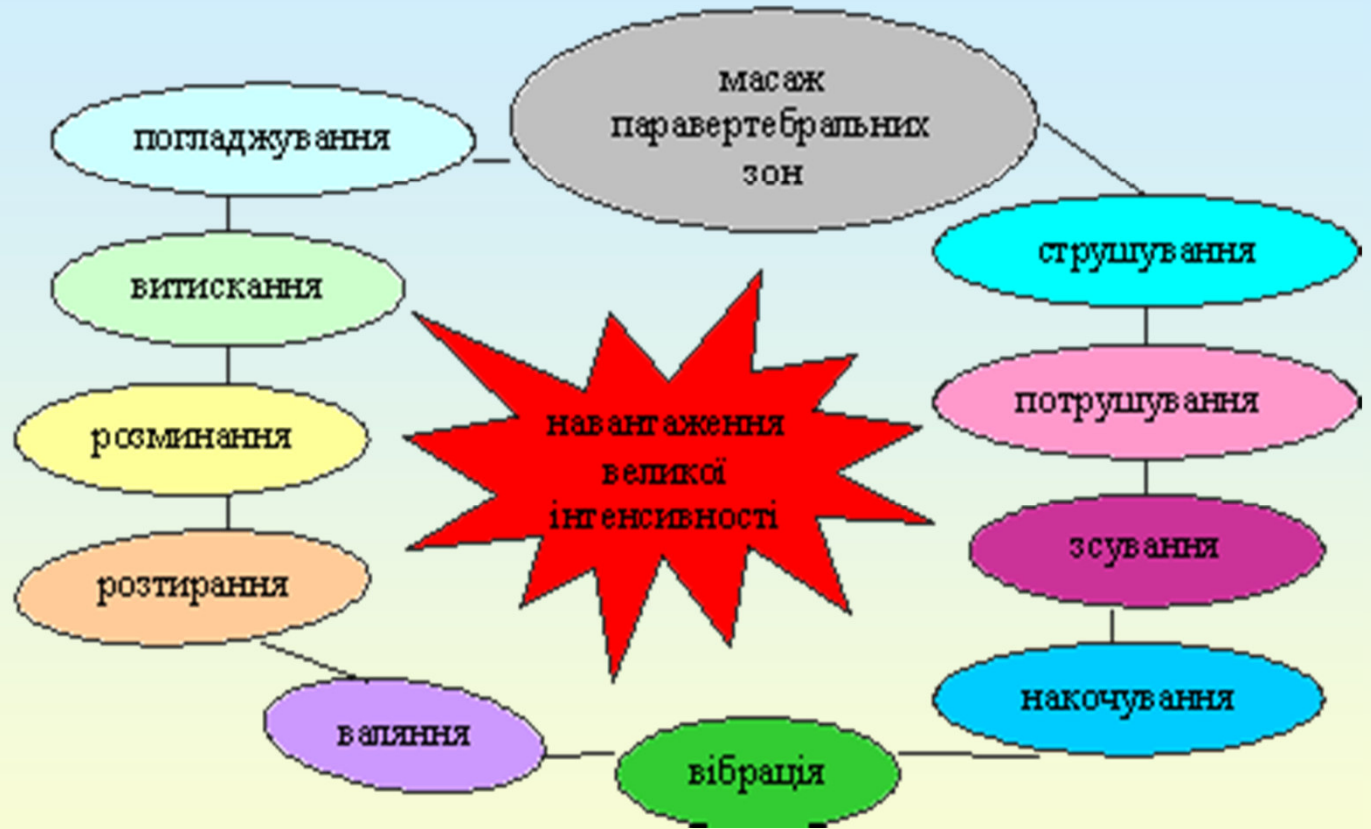 масаж
паравертебральних
зон
погладжування
витискання
розминання
розтирання
валяння
вібрація
накочування
зсування
потрушування
струшування
навантаження
великої
інтенсивності